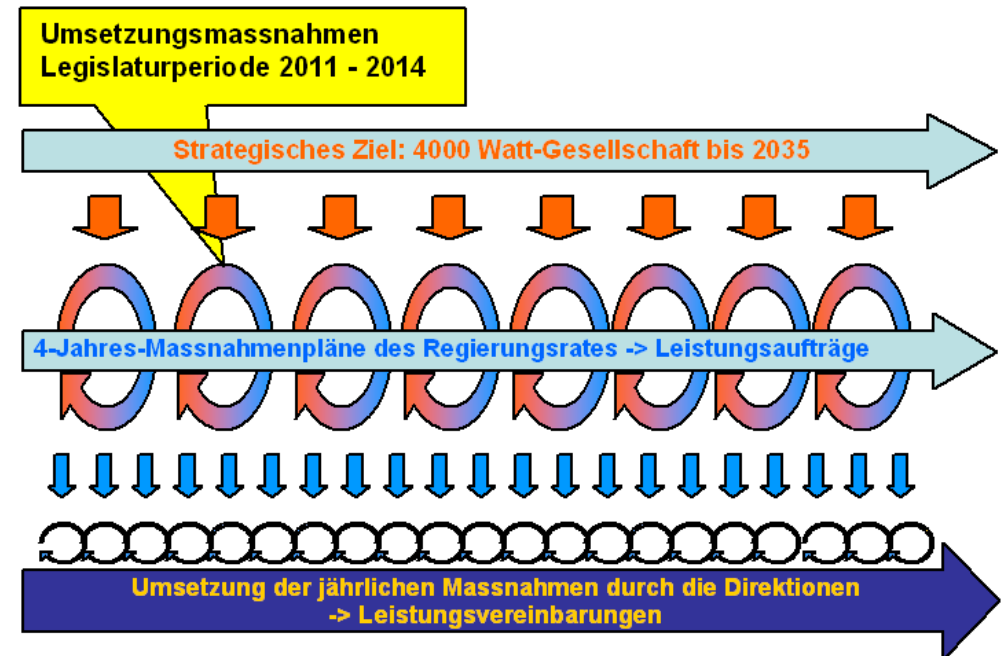 Umsetzungsmassnahmen
Legislaturperiode 2011 - 2014
Strategisches Ziel: 4000 Watt-Gesellschaft bis 2035
4-Jahres-Massnahmenpläne des Regierungsrates -> Leistungsaufträge
Umsetzung der jährlichen Massnahmen durch die Direktionen
-> Leistungsvereinbarungen